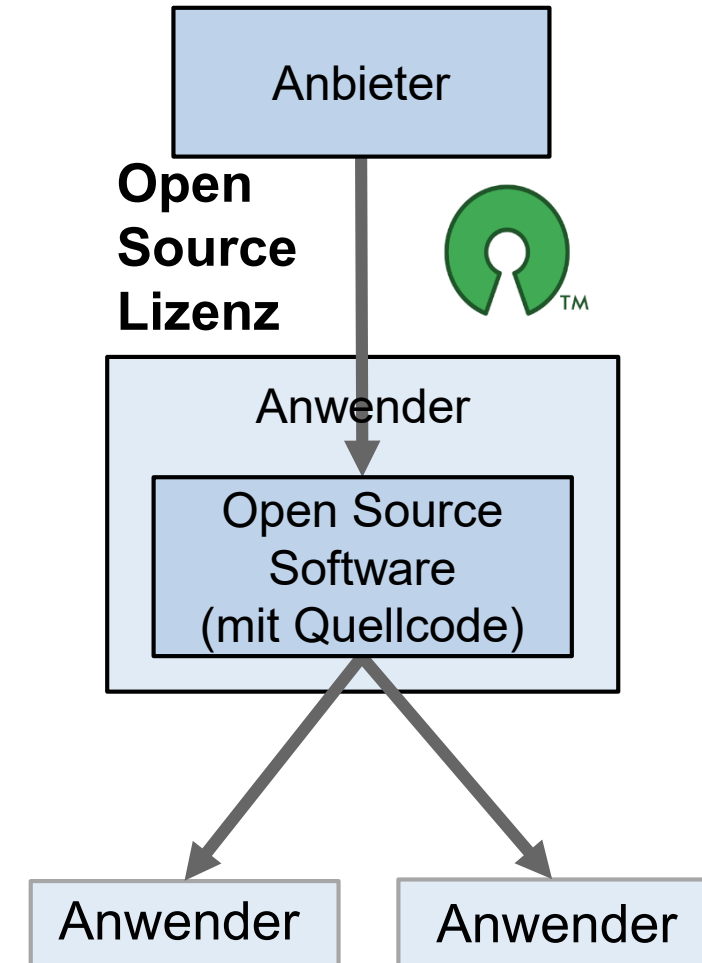 Anbieter
Open
Source
Lizenz
TM
Anwender
Open Source
Software
(mit Quellcode)
Anwender
Anwender